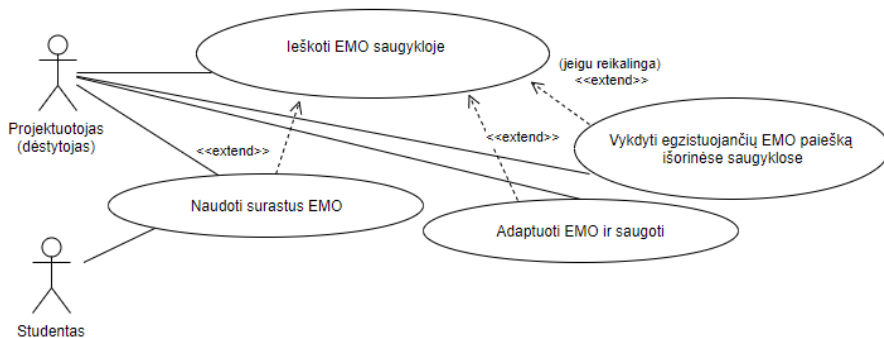 Ieškoti EMO saugykloje
(jeigu reikalinga)
<<extend>>
Projektuotojas
(dėstytojas)
<<extend>>
<<extend>>
Vykdyti egzistuojančių EMO paiešką
išorinėse saugyklose
Naudoti surastus EMO
Adaptuoti EMO ir saugoti
Studentas